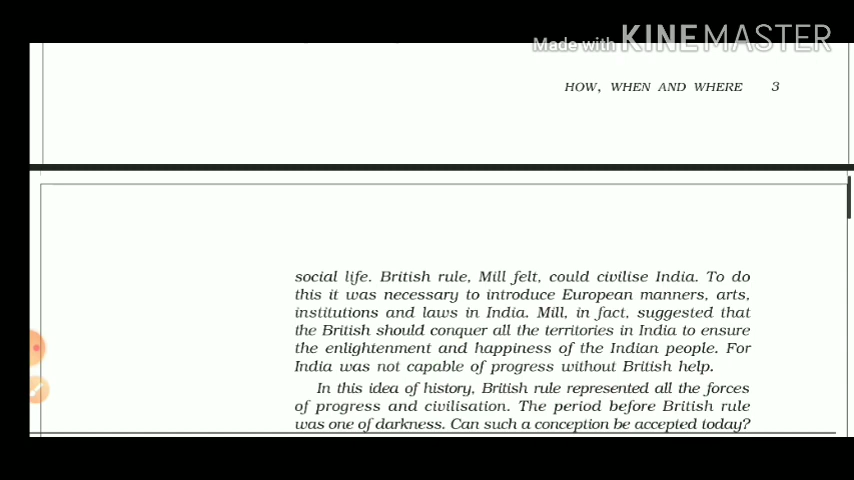 Made with KINEMASTER
HOW, WHEN AND WHERE 3
social life. British rule, Mill felt, could civilise India. To do
this it was necessary to introduce European manners, arts,
institutions and laws in India. Mill, in fact, suggested that
the British should conquer all the territories in India to ensure
the enlightenment and happiness of the Indian people. For
India was not capable of progress without British help.
In this idea of history, British rule represented all the forces
of progress and civilisation. The period before British rule
was one of darkness. Can such a conception be accepted today?